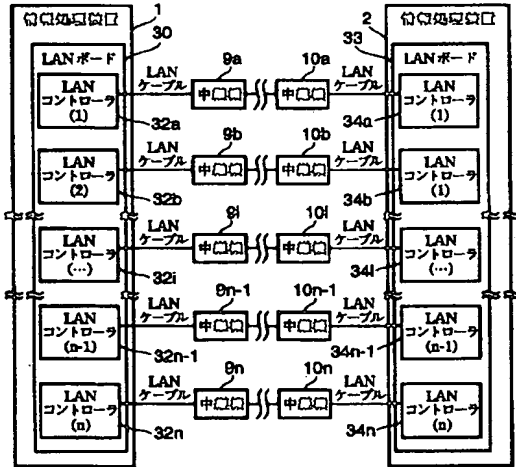 1
30
LANボード
LAN
コントローラ
(1)
32a
LAN
ケーブル
9a
10a
LAN
ケーブル
2
33
LANボード
LAN
コントローラ
(1)
34a
LAN
コントローラ
(2)
32b
LAN
ケーブル
9b
10b
LAN
ケーブル
LAN
コントローラ
(1)
34b
LAN
コントローラ
(…)
32i
LAN
ケーブル
9i
10i
LAN
ケーブル
LAN
コントローラ
(…)
34i
LAN
コントローラ
(n-1)
32n-1
LAN
ケーブル
9n-1
10n-1
LAN
ケーブル
LAN
コントローラ
(n-1)
34n-1
LAN
コントローラ
(n)
32n
LAN
ケーブル
9n
10n
LAN
ケーブル
LAN
コントローラ
(n)
34n